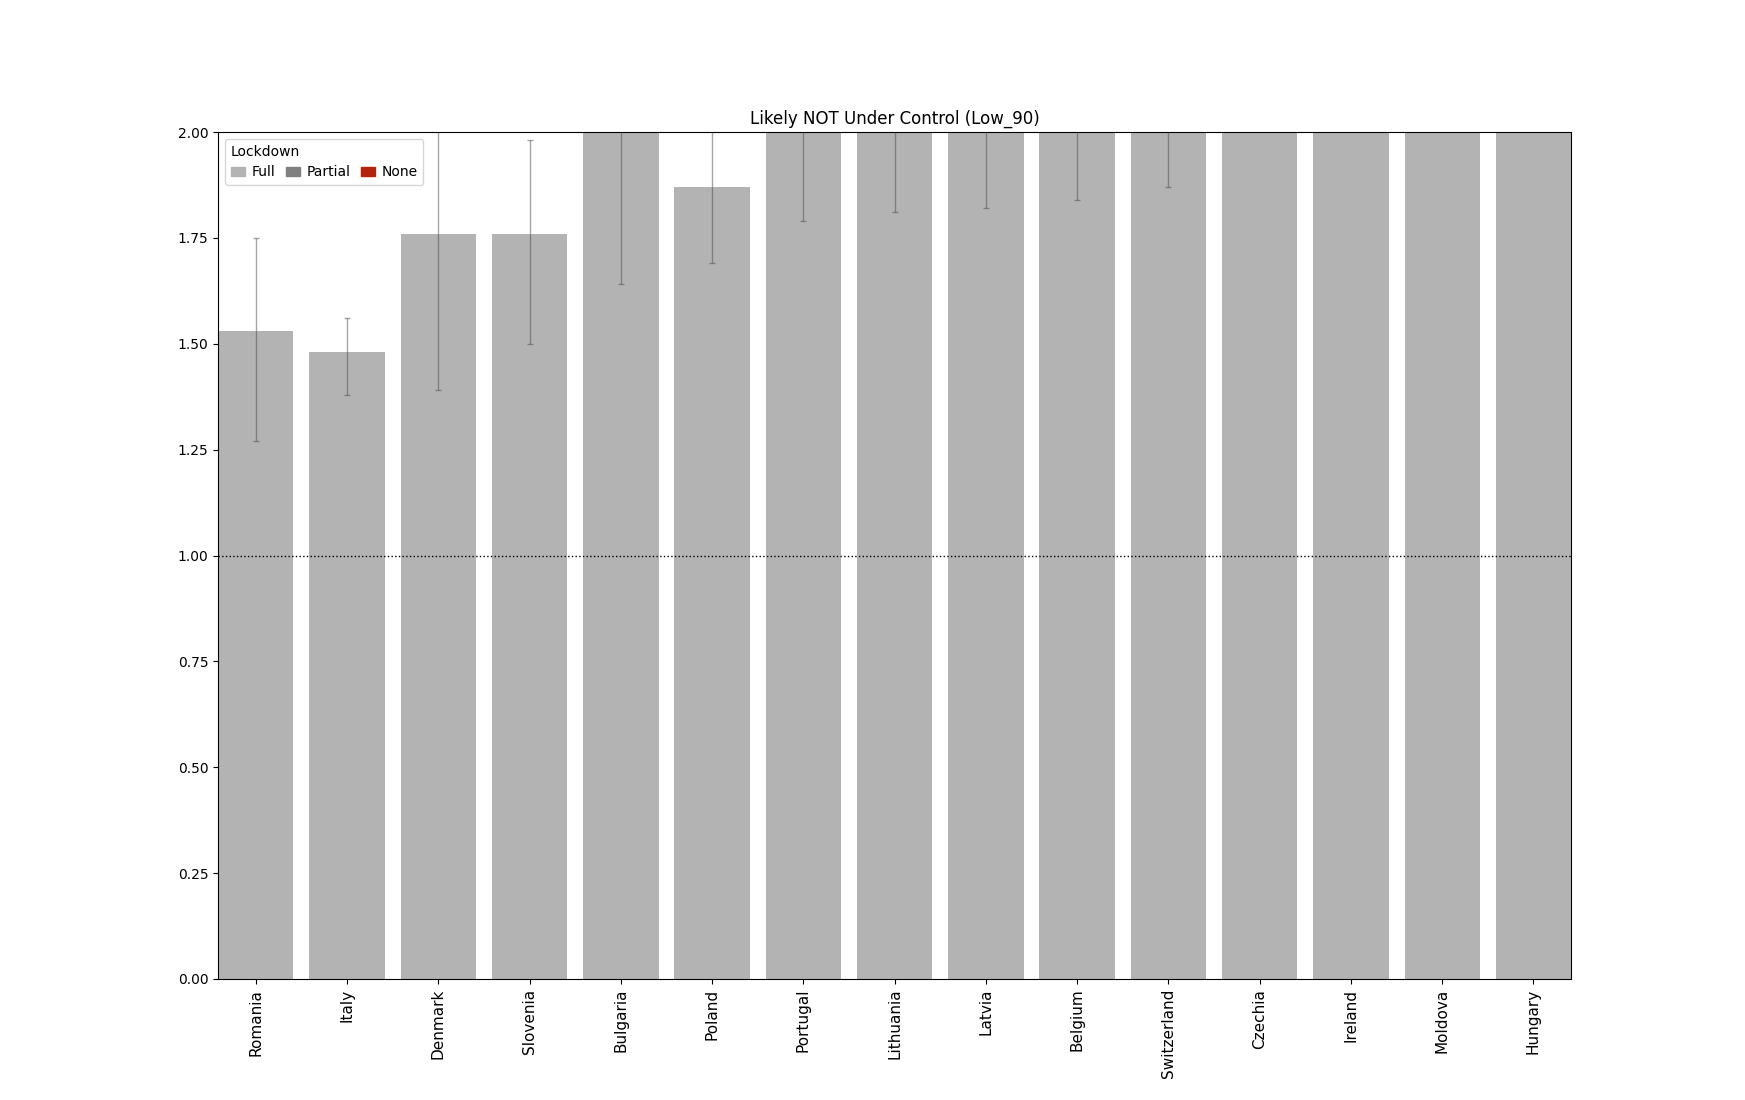 Likely NOT Under Control (Low_90)
Lockdown
Full Partial None
2.00
1.75
1.50
1.25
1.00
0.75
0.50
0.25
0.00
Romania
Italy
Denmark
Slovenia
Bulgaria
Poland
Portugal
Lithuania
Latvia
Belgium
Switzerland
Czechia
Ireland
Moldova
Hungary